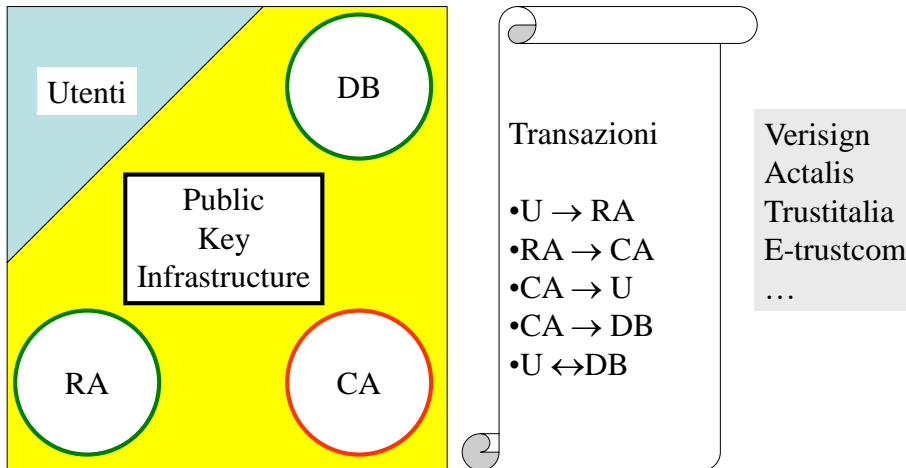 Utenti
DB
Public
Key
Infrastructure
RA
CA
Transazioni
•U → RA
•RA → CA
•CA → U
•CA → DB
•U ↔DB
Verisign
Actalis
Trustitalia
E-trustcom
…